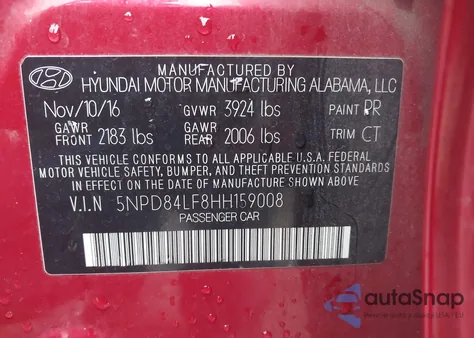 MANUFACTURED BY
HYUNDAI MOTOR MANUFACTURING ALABAMA, LLC
Nov/10/16 GVWR 3924 lbs PAINT PR
GAWR FRONT 2183 lbs GAWR REAR 2006 lbs TRIM CT
THIS VEHICLE CONFORMS TO ALL APPLICABLE U.S.A. FEDERAL
MOTOR VEHICLE SAFETY, BUMPER, AND THEFT PREVENTION STANDARDS
IN EFFECT ON THE DATE OF MANUFACTURE SHOWN ABOVE.
V.I.N 5NPD84LF8HH159008
PASSENGER CAR
autaSnap